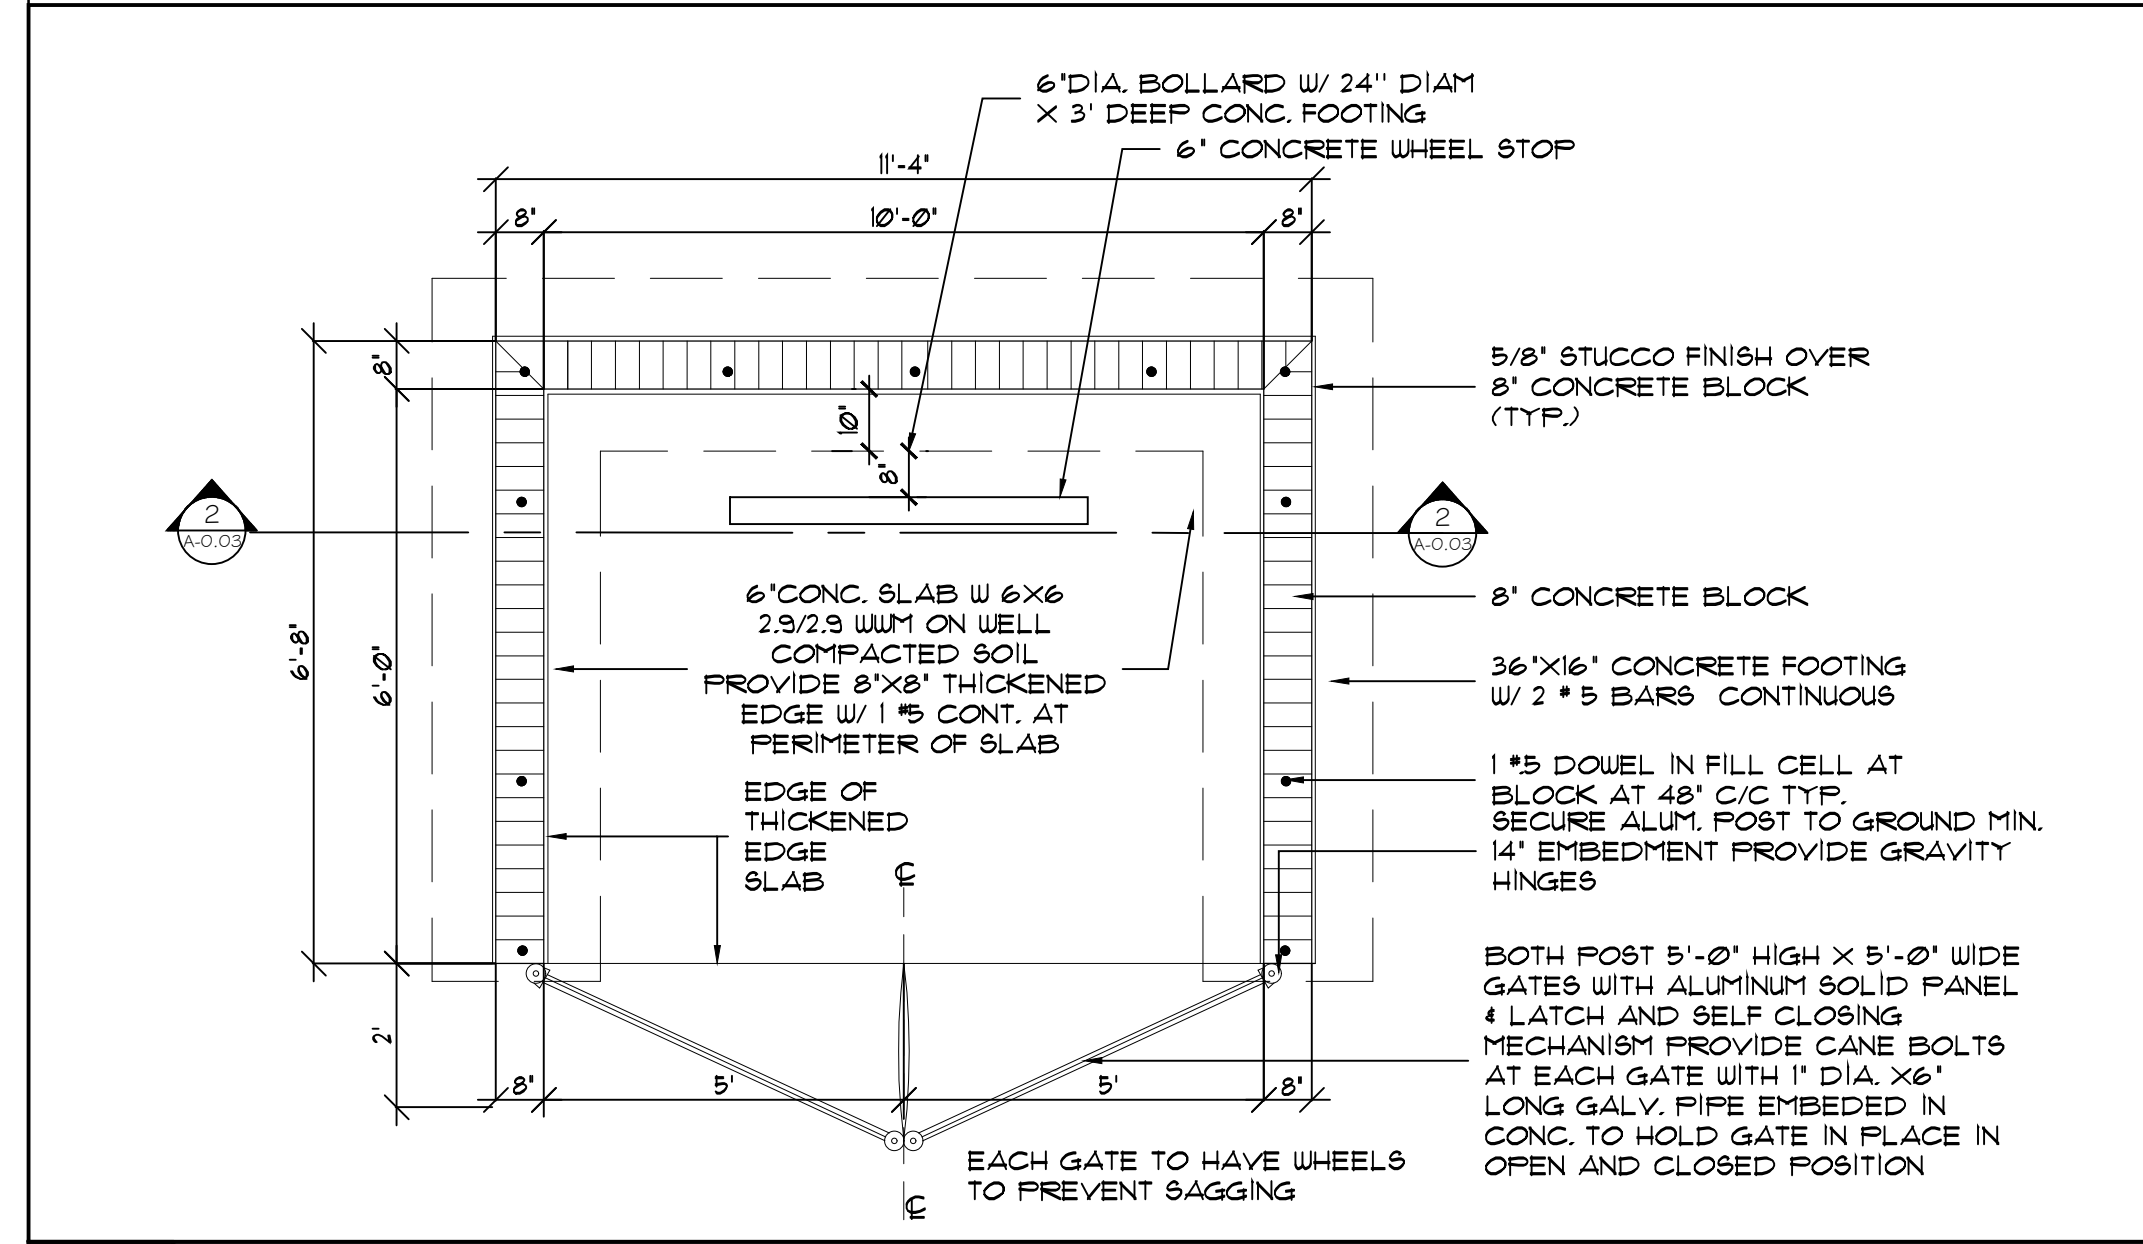 6"DIA. BOLLARD W/ 24'' DIAM
X 3' DEEP CONC. FOOTING
6" CONCRETE WHEEL STOP
11'-4"
8"
10'-0"
8"
8"
6'-8"
6'-0"
2'
10"
8"
5/8" STUCCO FINISH OVER
8" CONCRETE BLOCK
(TYP.)
2
A-0.03
2
A-0.03
6"CONC. SLAB W 6X6
2.9/2.9 WWM ON WELL
COMPACTED SOIL
PROVIDE 8"X8" THICKENED
EDGE W/ 1 #5 CONT. AT
PERIMETER OF SLAB
8" CONCRETE BLOCK
36"X16" CONCRETE FOOTING
W/ 2 # 5 BARS CONTINUOUS
1 #5 DOWEL IN FILL CELL AT
BLOCK AT 48" C/C TYP.
SECURE ALUM. POST TO GROUND MIN.
14" EMBEDMENT PROVIDE GRAVITY
HINGES
EDGE OF
THICKENED
EDGE
SLAB
℄
BOTH POST 5'-0" HIGH X 5'-0" WIDE
GATES WITH ALUMINUM SOLID PANEL
& LATCH AND SELF CLOSING
MECHANISM PROVIDE CANE BOLTS
AT EACH GATE WITH 1" DIA. X6"
LONG GALV. PIPE EMBEDED IN
CONC. TO HOLD GATE IN PLACE IN
OPEN AND CLOSED POSITION
8"
5'
5'
8"
EACH GATE TO HAVE WHEELS
TO PREVENT SAGGING
℄